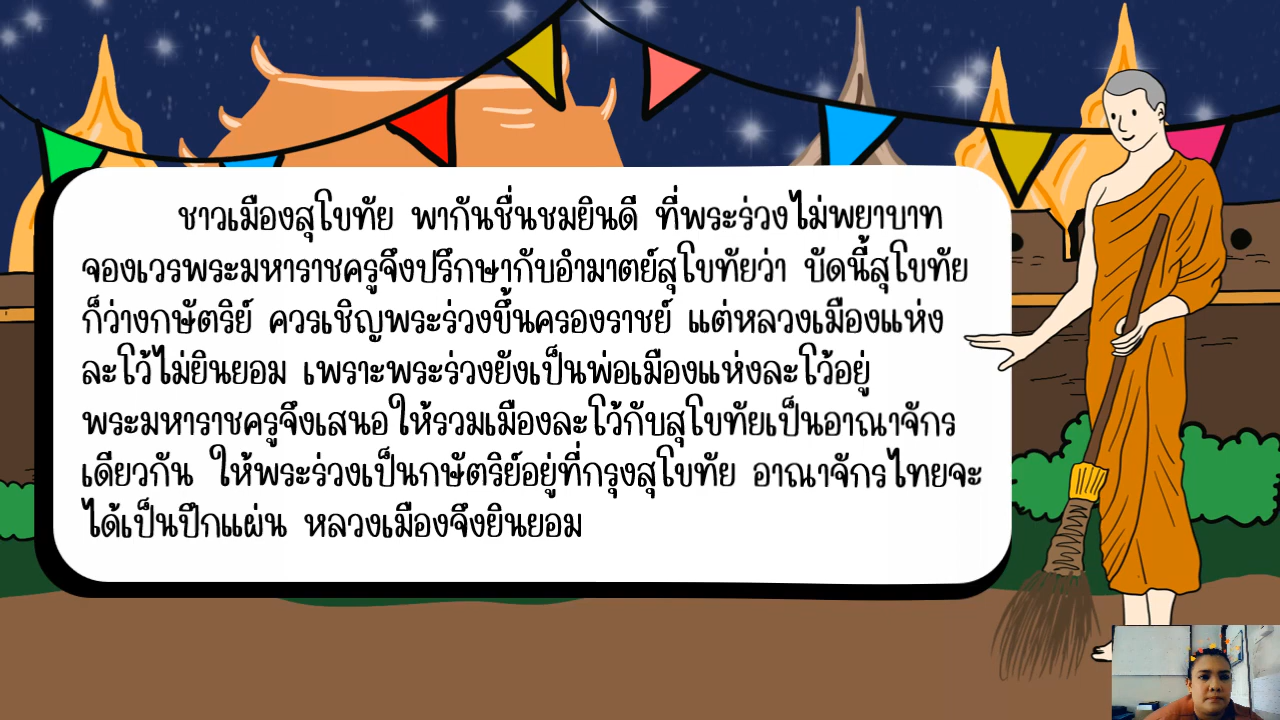 ชาวเมืองสุโขทัย พากันชื่นชมยินดี ที่พระร่วงไม่พยาบาท
จองเวรพระมหาราชครูจึงปรึกษากับอำมาตย์สุโขทัยว่า บัดนี้สุโขทัย
ก็ว่างกษัตริย์ ควรเชิญพระร่วงขึ้นครองราชย์ แต่หลวงเมืองแห่ง
ละโว้ไม่ยินยอม เพราะพระร่วงยังเป็นพ่อเมืองแห่งละโว้อยู่
พระมหาราชครูจึงเสนอให้รวมเมืองละโว้กับสุโขทัยเป็นอาณาจักร
เดียวกัน ให้พระร่วงเป็นกษัตริย์อยู่ที่กรุงสุโขทัย อาณาจักรไทยจะ
ได้เป็นปึกแผ่น หลวงเมืองจึงยินยอม